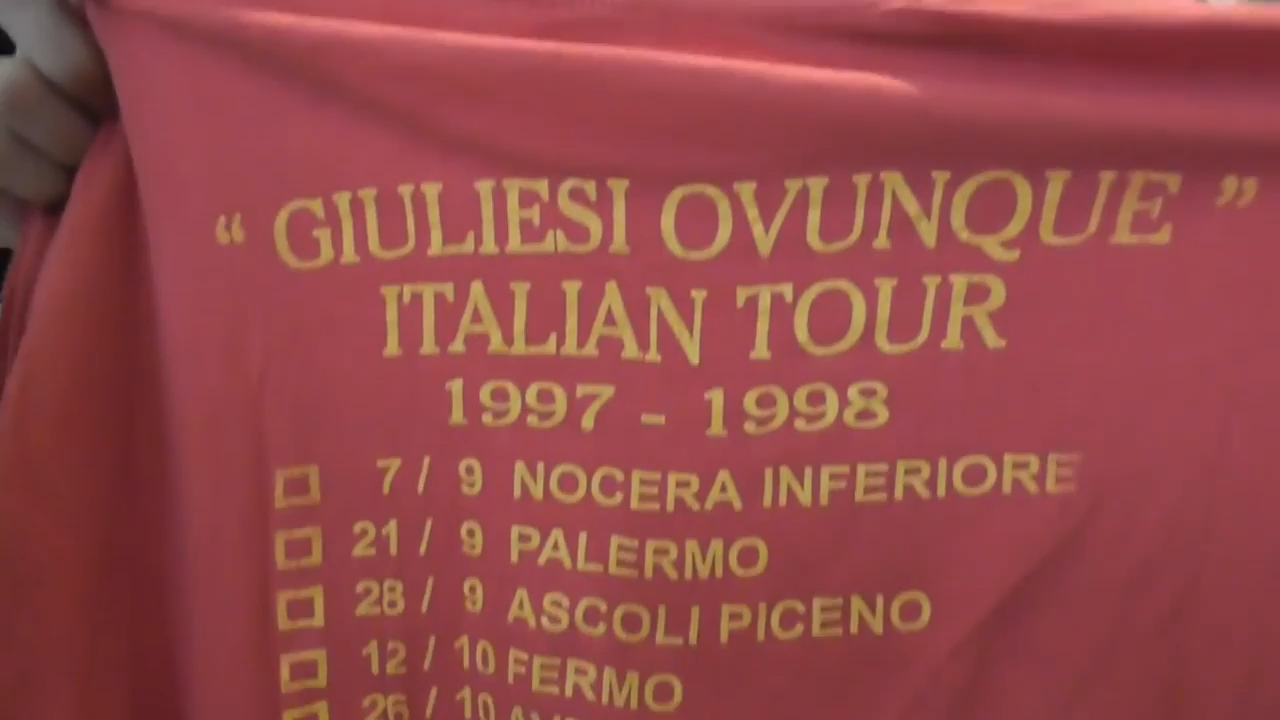 “ GIULIESI OVUNQUE ”
ITALIAN TOUR
1997 - 1998
7 / 9 NOCERA INFERIORE
21 / 9 PALERMO
28 / 9 ASCOLI PICENO
12 / 10 FERMO
26 / 10